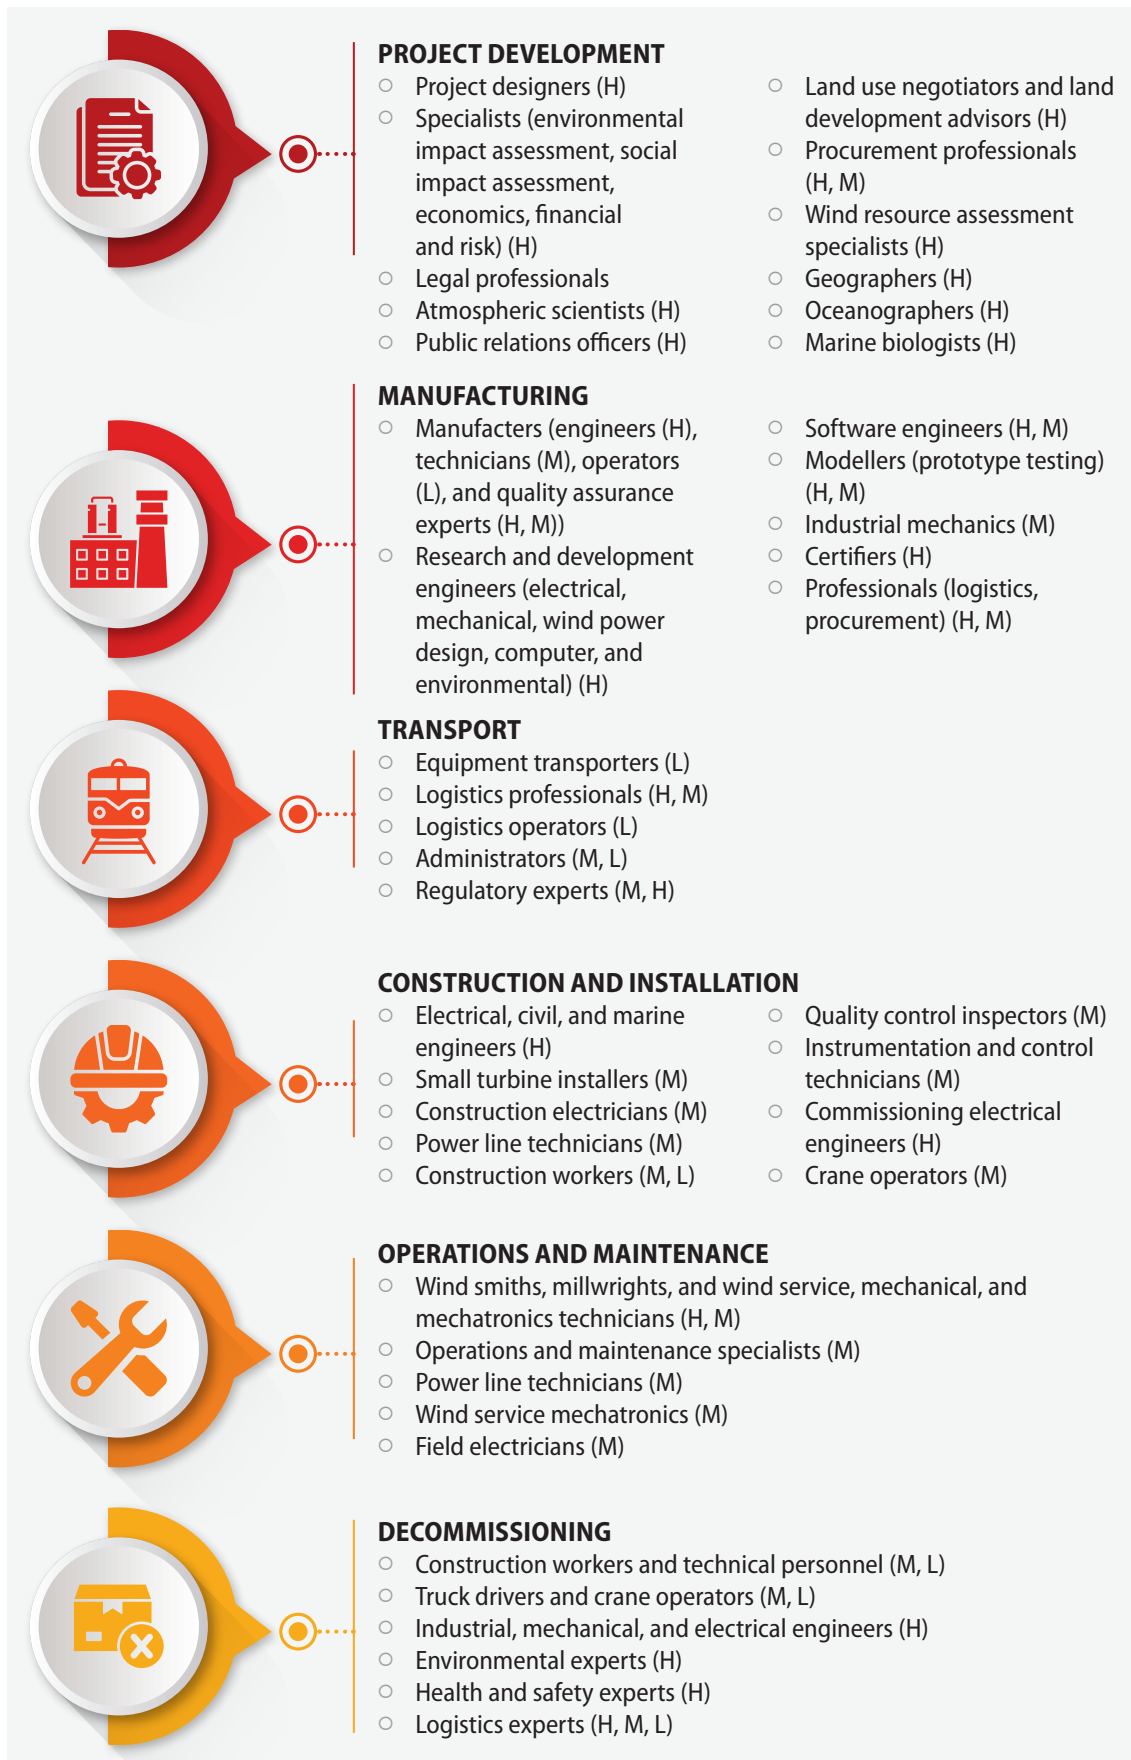 PROJECT DEVELOPMENT
Project designers (H)
Specialists (environmental
impact assessment, social
impact assessment,
economics, financial
and risk) (H)
Legal professionals
Atmospheric scientists (H)
Public relations officers (H)
Land use negotiators and land
development advisors (H)
Procurement professionals
(H, M)
Wind resource assessment
specialists (H)
Geographers (H)
Oceanographers (H)
Marine biologists (H)
MANUFACTURING
Manufacters (engineers (H),
technicians (M), operators
(L), and quality assurance
experts (H, M))
Research and development
engineers (electrical,
mechanical, wind power
design, computer, and
environmental) (H)
Software engineers (H, M)
Modellers (prototype testing)
(H, M)
Industrial mechanics (M)
Certifiers (H)
Professionals (logistics,
procurement) (H, M)
TRANSPORT
Equipment transporters (L)
Logistics professionals (H, M)
Logistics operators (L)
Administrators (M, L)
Regulatory experts (M, H)
CONSTRUCTION AND INSTALLATION
Electrical, civil, and marine
engineers (H)
Small turbine installers (M)
Construction electricians (M)
Power line technicians (M)
Construction workers (M, L)
Quality control inspectors (M)
Instrumentation and control
technicians (M)
Commissioning electrical
engineers (H)
Crane operators (M)
OPERATIONS AND MAINTENANCE
Wind smiths, millwrights, and wind service, mechanical, and
mechatronics technicians (H, M)
Operations and maintenance specialists (M)
Power line technicians (M)
Wind service mechatronics (M)
Field electricians (M)
DECOMMISSIONING
Construction workers and technical personnel (M, L)
Truck drivers and crane operators (M, L)
Industrial, mechanical, and electrical engineers (H)
Environmental experts (H)
Health and safety experts (H)
Logistics experts (H, M, L)